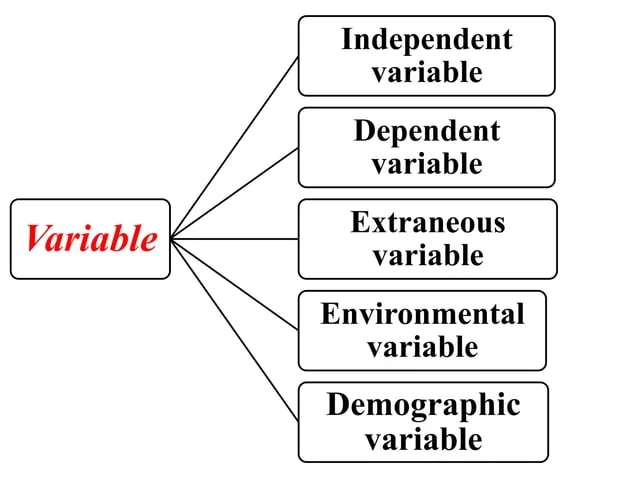 Variable
Independent
variable
Dependent
variable
Extraneous
variable
Environmental
variable
Demographic
variable